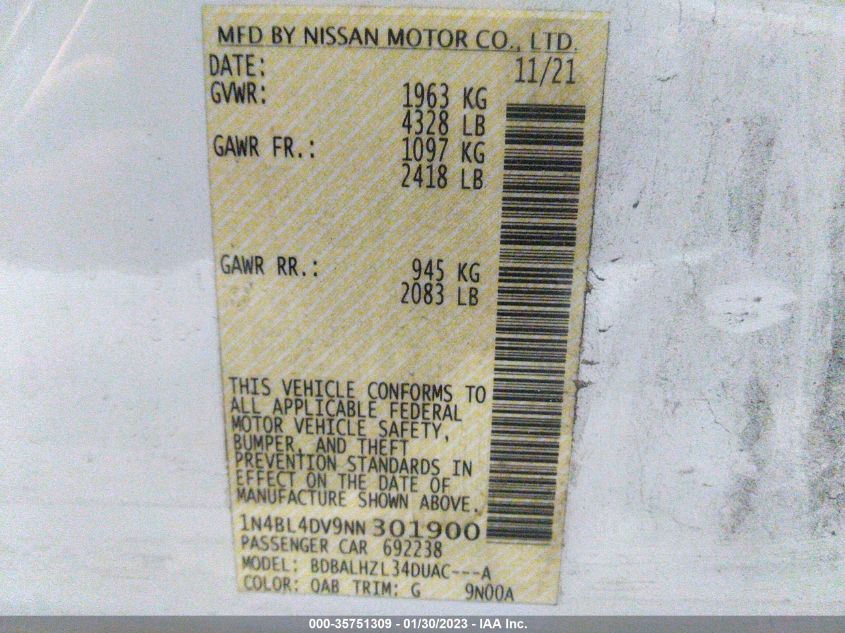 MFD BY NISSAN MOTOR CO., LTD.
DATE: 11/21
GVWR: 1963 KG
4328 LB
GAWR FR.: 1097 KG
2418 LB
GAWR RR.: 945 KG
2083 LB
THIS VEHICLE CONFORMS TO
ALL APPLICABLE FEDERAL
MOTOR VEHICLE SAFETY,
BUMPER, AND THEFT
PREVENTION STANDARDS IN
EFFECT ON THE DATE OF
MANUFACTURE SHOWN ABOVE.
1N4BL4DV9NN 301900
PASSENGER CAR 692238
MODEL: BDBALHZL34DUAC---A
COLOR: QAB TRIM: G 9N00A
000-35751309 - 01/30/2023 - IAA Inc.